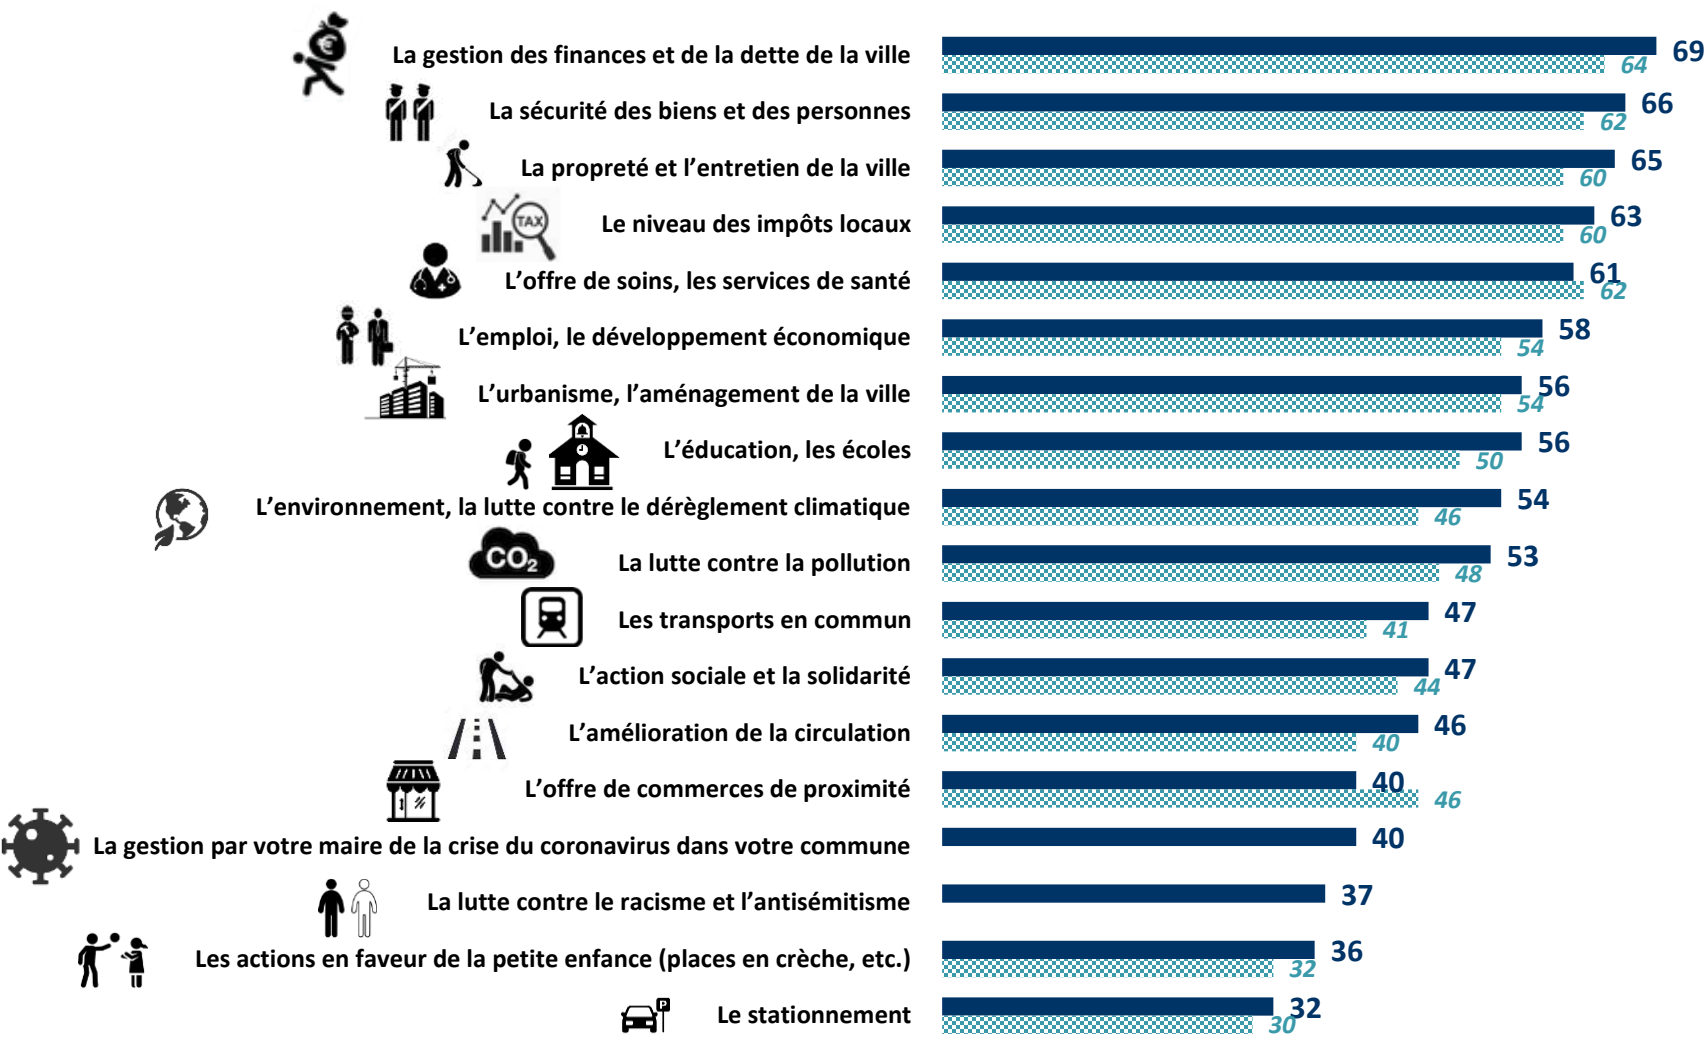 La gestion des finances et de la dette de la ville 69
64
La sécurité des biens et des personnes 66
62
La propreté et l’entretien de la ville 65
60
TAX
Le niveau des impôts locaux 63
60
L’offre de soins, les services de santé 61
62
L’emploi, le développement économique 58
54
L’urbanisme, l’aménagement de la ville 56
54
L’éducation, les écoles 56
50
L’environnement, la lutte contre le dérèglement climatique 54
46
CO₂
La lutte contre la pollution 53
48
Les transports en commun 47
41
L’action sociale et la solidarité 47
44
L’amélioration de la circulation 46
40
L’offre de commerces de proximité 40
46
La gestion par votre maire de la crise du coronavirus dans votre commune 40
La lutte contre le racisme et l’antisémitisme 37
Les actions en faveur de la petite enfance (places en crèche, etc.) 36
32
P
Le stationnement 32
30